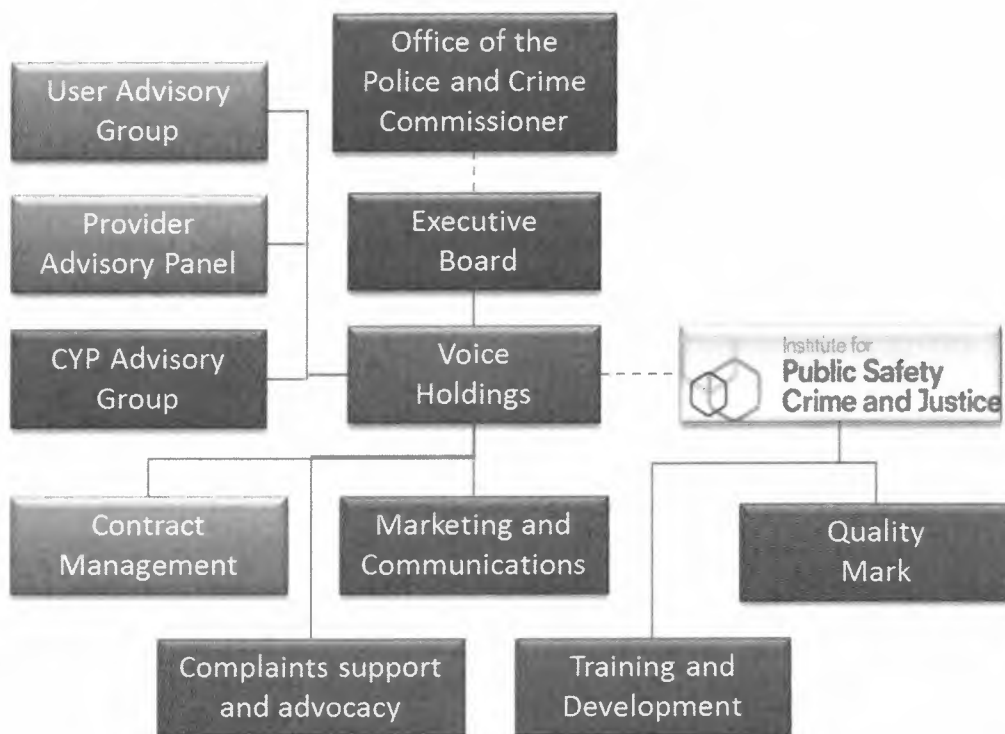 Office of the
Police and Crime
Commissioner
User Advisory
Group
Provider
Advisory Panel
Executive
Board
CYP Advisory
Group
Voice
Holdings
Institute for
Public Safety
Crime and Justice
Contract
Management
Marketing and
Communications
Quality
Mark
Complaints support
and advocacy
Training and
Development